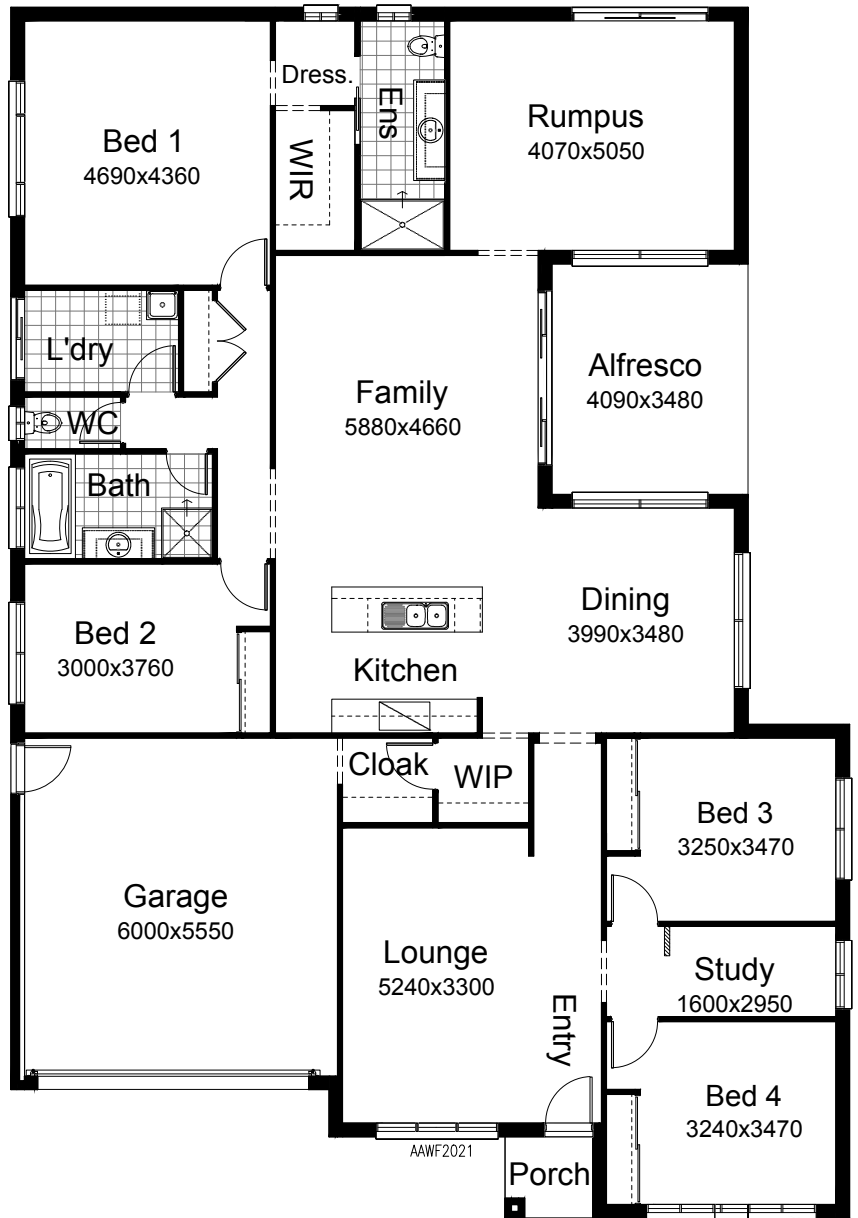 Bed 1
4690x4360
Dress.
WIR
Ens
Rumpus
4070x5050
L'dry
WC
Bath
Family
5880x4660
Alfresco
4090x3480
Bed 2
3000x3760
Kitchen
Dining
3990x3480
Cloak
WIP
Bed 3
3250x3470
Garage
6000x5550
Lounge
5240x3300
Entry
Study
1600x2950
Bed 4
3240x3470
AAWF2021
Porch